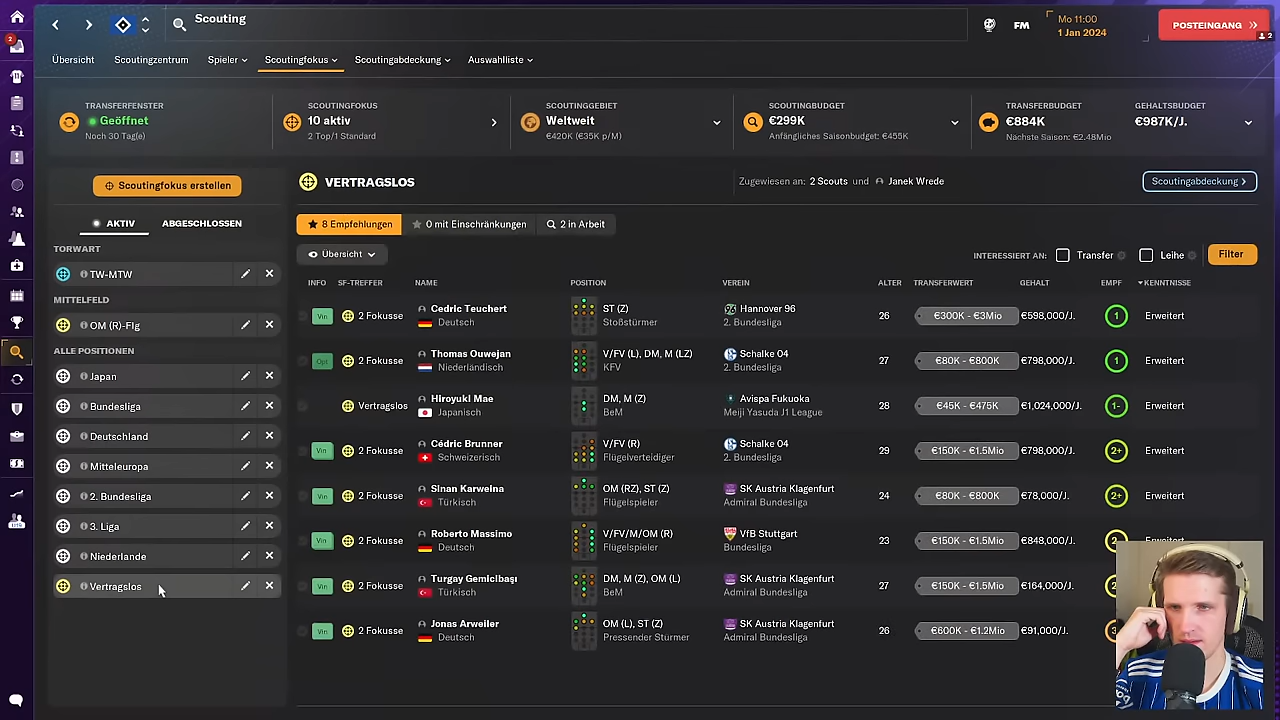 Scouting
FM
Mo 11:00
1 Jan 2024
POSTEINGANG
2
2
Übersicht
Scoutingzentrum
Spieler
Scoutingfokus
Scoutingabdeckung
Auswahlliste
TRANSFERFENSTER
Geöffnet
Noch 30 Tag(e)
SCOUTINGFOKUS
10 aktiv
2 Top/1 Standard
SCOUTINGGEBIET
Weltweit
€420K (€35K p/M)
SCOUTINGBUDGET
€299K
Anfängliches Saisonbudget: €455K
TRANSFERBUDGET
€884K
Nächste Saison: €2.48Mio
GEHALTSBUDGET
€987K/J.
Scoutingfokus erstellen
AKTIV
ABGESCHLOSSEN
TORWART
TW-MTW
MITTELFELD
OM (R)-Flg
ALLE POSITIONEN
Japan
Bundesliga
Deutschland
Mitteleuropa
2. Bundesliga
3. Liga
Niederlande
Vertragslos
VERTRAGSLOS
Zugewiesen an: 2 Scouts und Janek Wrede
Scoutingabdeckung
8 Empfehlungen
0 mit Einschränkungen
2 in Arbeit
Übersicht
INTERESSIERT AN:
Transfer
Leihe
Filter
INFO SF-TREFFER NAME POSITION VEREIN ALTER TRANSFERWERT GEHALT EMPF KENNTNISSE
Vin 2 Fokusse Cedric Teuchert ST (Z) Hannover 96 26 €300K - €3Mio €598,000/J. 1 Erweitert
Deutsch Stoßstürmer 2. Bundesliga
Opt 2 Fokusse Thomas Ouwejan V/FV (L), DM, M (LZ) Schalke 04 27 €80K - €800K €798,000/J. 1 Erweitert
Niederländisch KFV 2. Bundesliga
Vertragslos Hiroyuki Mae DM, M (Z) Avispa Fukuoka 28 €45K - €475K €1,024,000/J. 1- Erweitert
Japanisch BeM Meiji Yasuda J1 League
Vin 2 Fokusse Cédric Brunner V/FV (R) Schalke 04 29 €150K - €1.5Mio €798,000/J. 2+ Erweitert
Schweizerisch Flügelverteidiger 2. Bundesliga
Vin 2 Fokusse Sinan Karweina OM (RZ), ST (Z) SK Austria Klagenfurt 24 €80K - €800K €78,000/J. 2+ Erweitert
Türkisch Flügelspieler Admiral Bundesliga
Vin 2 Fokusse Roberto Massimo V/FV/M/OM (R) VfB Stuttgart 23 €150K - €1.5Mio €848,000/J. Erweitert
Deutsch Flügelspieler Bundesliga
Vin 2 Fokusse Turgay Gemicibaşı DM, M (Z), OM (L) SK Austria Klagenfurt 27 €150K - €1.5Mio €164,000/J.
Türkisch BeM Admiral Bundesliga
Vin 2 Fokusse Jonas Arweiler OM (L), ST (Z) SK Austria Klagenfurt 26 €600K - €1.2Mio €91,000/J.
Deutsch Pressender Stürmer Admiral Bundesliga